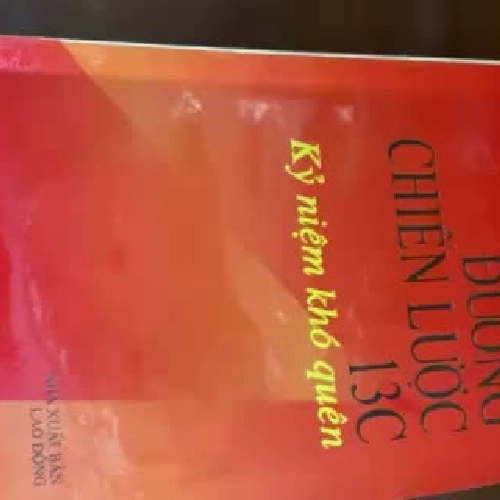 ĐƯỜNG
CHIẾN LƯỢC
13C
Kỷ niệm khó quên
NHÀ XUẤT BẢN
LAO ĐỘNG